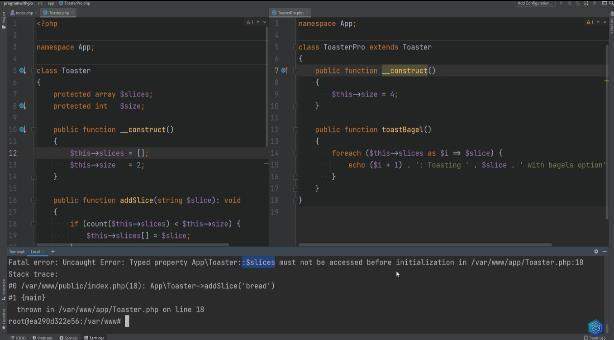 Toaster.php
ToasterPro.php
<?php
namespace App;
class Toaster
{
protected array $slices;
protected int $size;
public function __construct()
{
$this->slices = [];
$this->size = 2;
}
public function addSlice(string $slice): void
{
if (count($this->slices) < $this->size) {
$this->slices[] = $slice;
namespace App;
class ToasterPro extends Toaster
{
public function __construct()
{
$this->size = 4;
}
public function toastBagel()
{
foreach ($this->slices as $i => $slice) {
echo ($i + 1) . ': Toasting ' . $slice . ' with bagels option'
}
}
}
Fatal error: Uncaught Error: Typed property App\Toaster::$slices must not be accessed before initialization in /var/www/app/Toaster.php:18
Stack trace:
#0 /var/www/public/index.php(10): App\Toaster->addSlice('bread')
#1 {main}
thrown in /var/www/app/Toaster.php on line 18
root@ea290d322e56:/var/www#